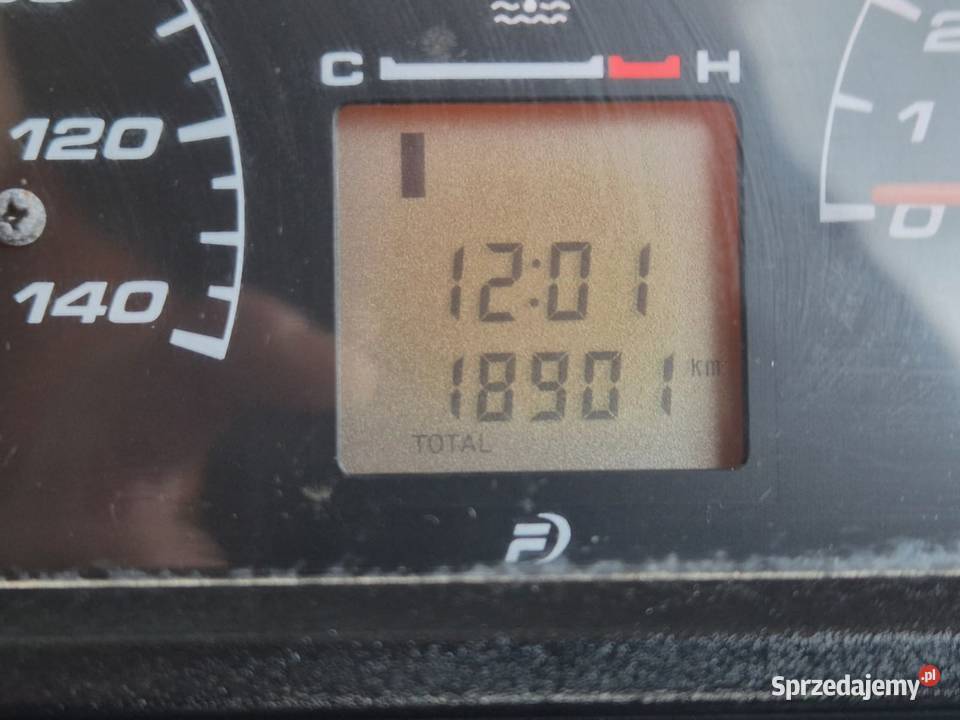 C H
120
140
12:01
18901 km
TOTAL
F
2
1
0
Sprzedajemy.pl